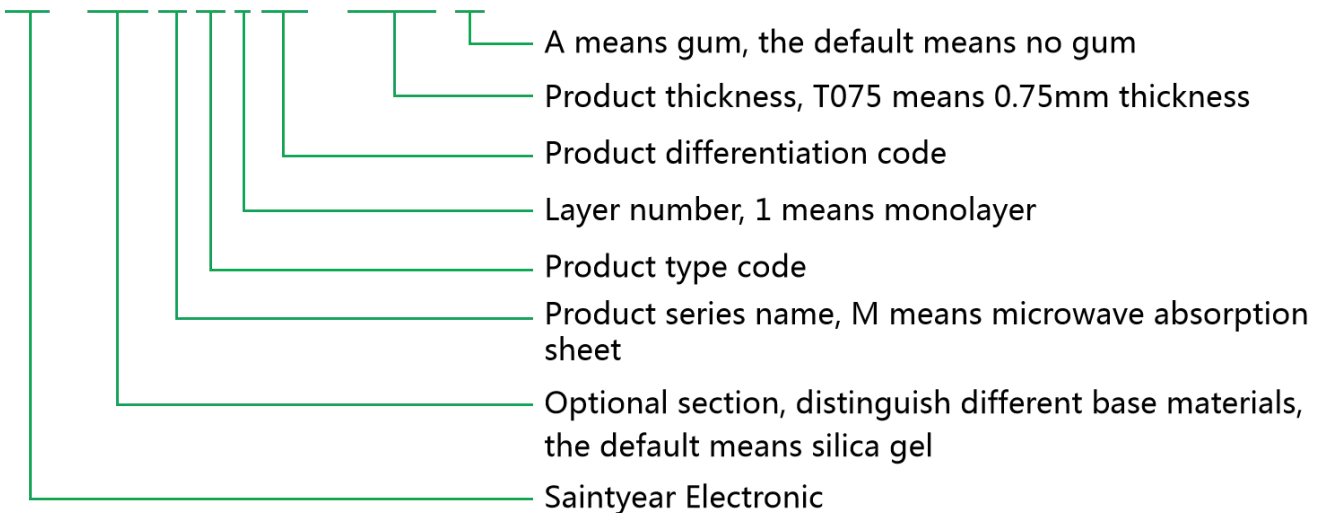 A means gum, the default means no gum
Product thickness, T075 means 0.75mm thickness
Product differentiation code
Layer number, 1 means monolayer
Product type code
Product series name, M means microwave absorption
sheet
Optional section, distinguish different base materials,
the default means silica gel
Saintyear Electronic